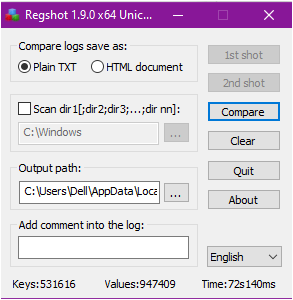 Regshot 1.9.0 x64 Unic...
Compare logs save as:
Plain TXT
HTML document
1st shot
2nd shot
Scan dir1[;dir2;dir3;...;dir nn]:
C:\Windows
...
Compare
Clear
Output path:
C:\Users\Dell\AppData\Loca
...
Quit
About
Add comment into the log:
English
Keys:531616
Values:947409
Time:72s140ms